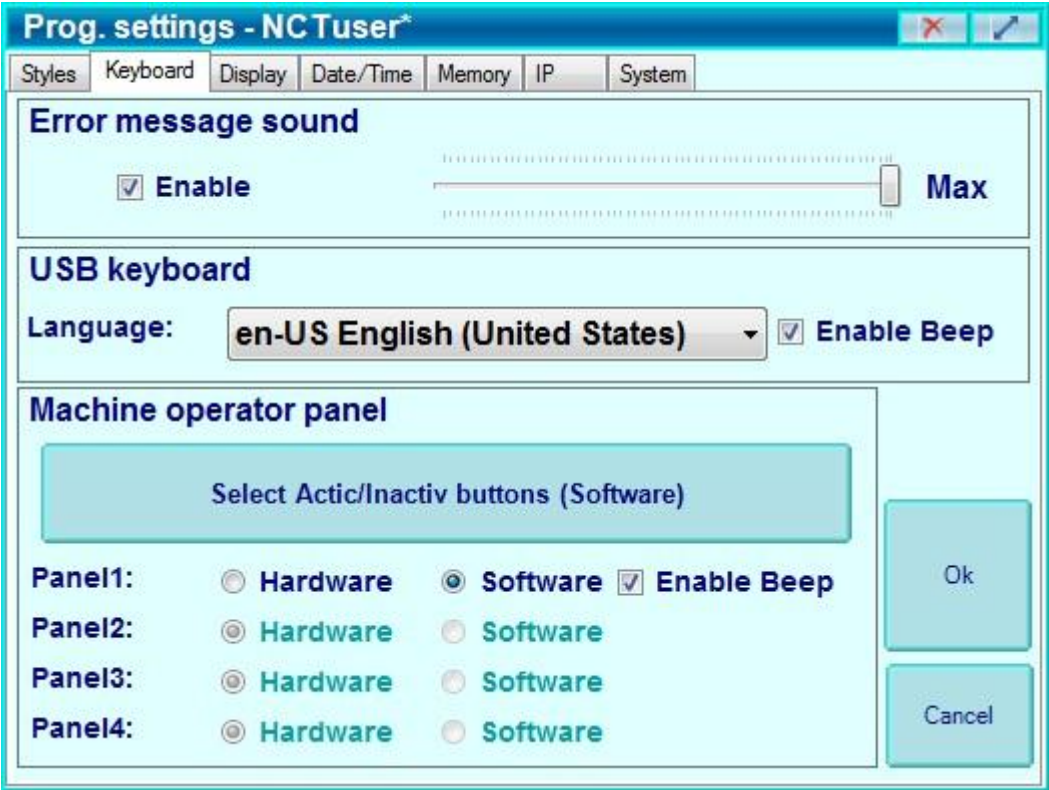 Prog. settings - NCTuser*
Styles Keyboard Display Date/Time Memory IP System
Error message sound
Enable Max
USB keyboard
Language: en-US English (United States) Enable Beep
Machine operator panel
Select Actic/Inactiv buttons (Software)
Panel1: Hardware Software Enable Beep
Panel2: Hardware Software
Panel3: Hardware Software
Panel4: Hardware Software
Ok
Cancel